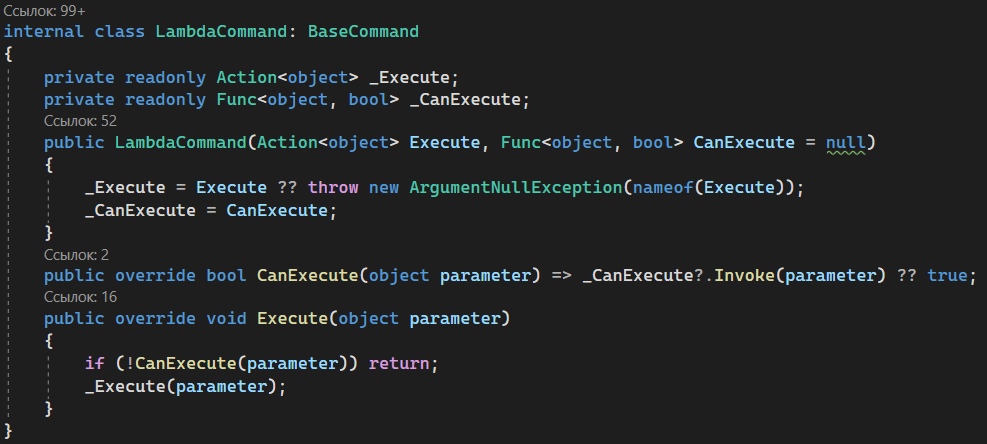 Ссылок: 99+
internal class LambdaCommand: BaseCommand
{
    private readonly Action<object> _Execute;
    private readonly Func<object, bool> _CanExecute;
    Ссылок: 52
    public LambdaCommand(Action<object> Execute, Func<object, bool> CanExecute = null)
    {
        _Execute = Execute ?? throw new ArgumentNullException(nameof(Execute));
        _CanExecute = CanExecute;
    }
    Ссылок: 2
    public override bool CanExecute(object parameter) => _CanExecute?.Invoke(parameter) ?? true;
    Ссылок: 16
    public override void Execute(object parameter)
    {
        if (!CanExecute(parameter)) return;
        _Execute(parameter);
    }
}